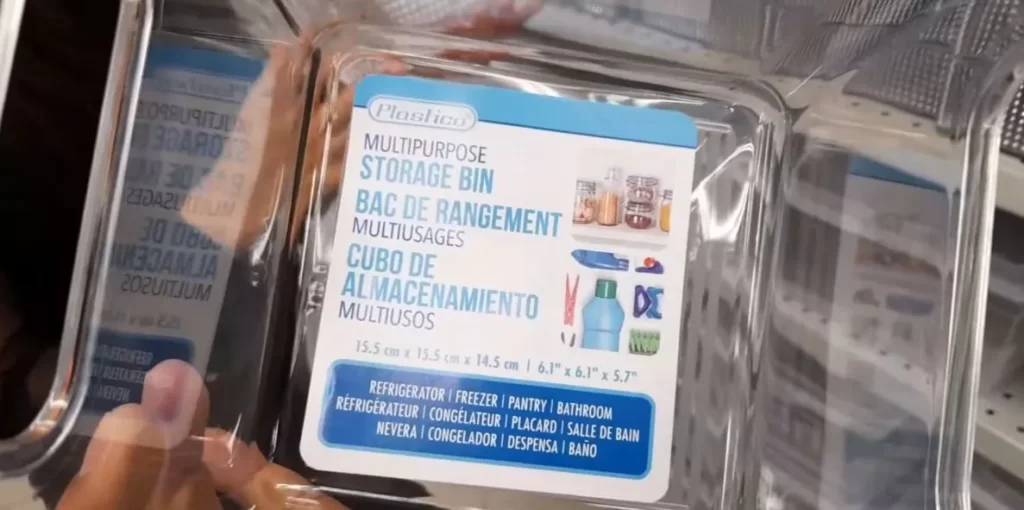 Plastico
MULTIPURPOSE
STORAGE BIN
BAC DE RANGEMENT
MULTIUSAGES
CUBO DE
ALMACENAMIENTO
MULTIUSOS
15.5 cm x 15.5 cm x 14.5 cm | 6.1" x 6.1" x 5.7"
REFRIGERATOR | FREEZER | PANTRY | BATHROOM
RÉFRIGÉRATEUR | CONGÉLATEUR | PLACARD | SALLE DE BAIN
NEVERA | CONGELADOR | DESPENSA | BAÑO